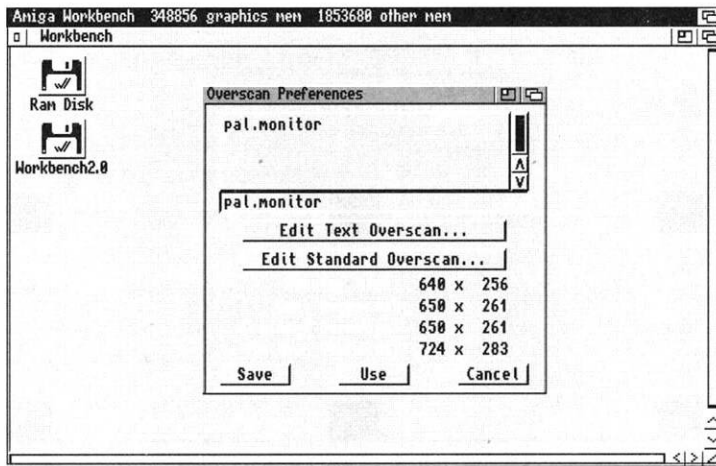 Amiga Workbench 348856 graphics mem 1853680 other mem
Workbench
Ram Disk
Workbench2.0
Overscan Preferences
pal.monitor
pal.monitor
Edit Text Overscan...
Edit Standard Overscan...
640 x 256
650 x 261
650 x 261
724 x 283
Save Use Cancel